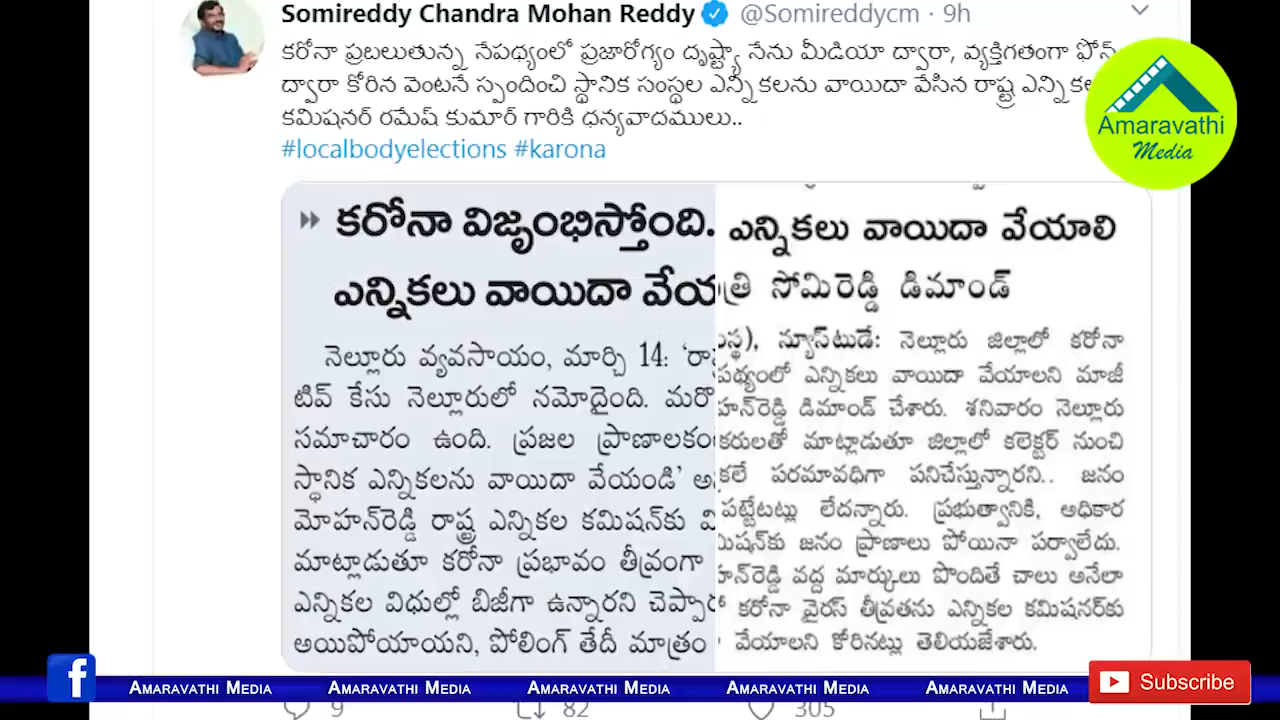 Somireddy Chandra Mohan Reddy @Somireddycm · 9h
కరోనా ప్రబలుతున్న నేపథ్యంలో ప్రజారోగ్యం దృష్ట్యా నేను మీడియా ద్వారా, వ్యక్తిగతంగా ఫోన్
ద్వారా కోరిన వెంటనే స్పందించి స్థానిక సంస్థల ఎన్నికలను వాయిదా వేసిన రాష్ట్ర
కమిషనర్ రమేష్ కుమార్ గారికి ధన్యవాదములు..
#localbodyelections #karona
Amaravathi
Media
కరోనా విజృంభిస్తోంది.
ఎన్నికలు వాయిదా
నెల్లూరు వ్యవసాయం, మార్చి 14:
టివ్ కేసు నెల్లూరులో నమోదైంది.
సమాచారం ఉంది. ప్రజల
స్థానిక ఎన్నికలను వాయిదా వేయండి'
మోహన్‌రెడ్డి రాష్ట్ర ఎన్నికల కమిషన్‌కు
మాట్లాడుతూ కరోనా ప్రభావం తీవ్రంగా
ఎన్నికల విధుల్లో బిజీగా ఉన్నారని
అయిపోయాయని, పోలింగ్ తేదీ మాత్రం
ఎన్నికలు వాయిదా వేయాలి
సోమిరెడ్డి డిమాండ్
న్యూస్‌టుడే: నెల్లూరు జిల్లాలో కరోనా
ఎన్నికలు వాయిదా వేయాలని మాజీ
డిమాండ్ చేశారు. శనివారం నెల్లూరు
మాట్లాడుతూ జిల్లాలో కలెక్టర్ నుంచి
పరమావధిగా పనిచేస్తున్నారని.. జనం
పట్టేటట్లు లేదన్నారు. ప్రభుత్వానికి, అధికార
జనం ప్రాణాలు పోయినా పర్వాలేదు.
వద్ద మార్కులు పొందితే చాలు అనేలా
కరోనా వైరస్ తీవ్రతను ఎన్నికల కమిషనర్‌కు
వేయాలని కోరినట్లు తెలియజేశారు.
9 82 305
f Amaravathi Media Amaravathi Media Amaravathi Media Amaravathi Media Amaravathi Media Subscribe